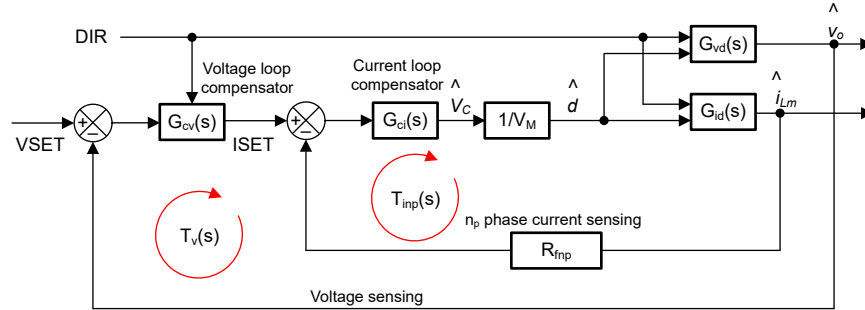 DIR
G_vd(s)
^
v_o
Voltage loop
compensator
Current loop
compensator
^
V_C
^
d
^
i_Lm
VSET
+
−
G_cv(s)
ISET
+
−
G_ci(s)
1/V_M
G_id(s)
T_v(s)
T_inp(s)
n_p phase current sensing
R_fnp
Voltage sensing